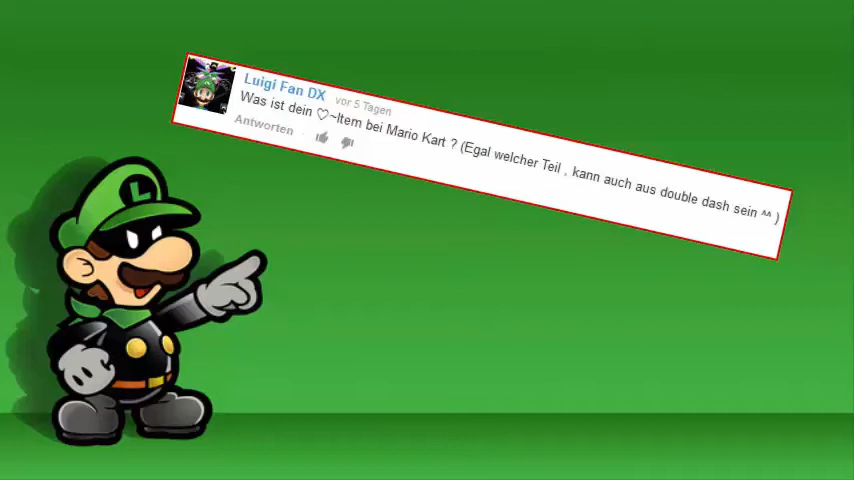 Luigi Fan DX vor 5 Tagen
Was ist dein ♡~Item bei Mario Kart ? (Egal welcher Teil , kann auch aus double dash sein ^^ )
Antworten ·
L